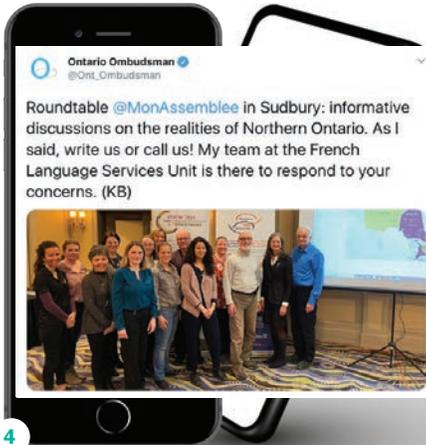 Ontario Ombudsman
@Ont_Ombudsman
Roundtable @MonAssemblee in Sudbury: informative
discussions on the realities of Northern Ontario. As I
said, write us or call us! My team at the French
Language Services Unit is there to respond to your
concerns. (KB)
4